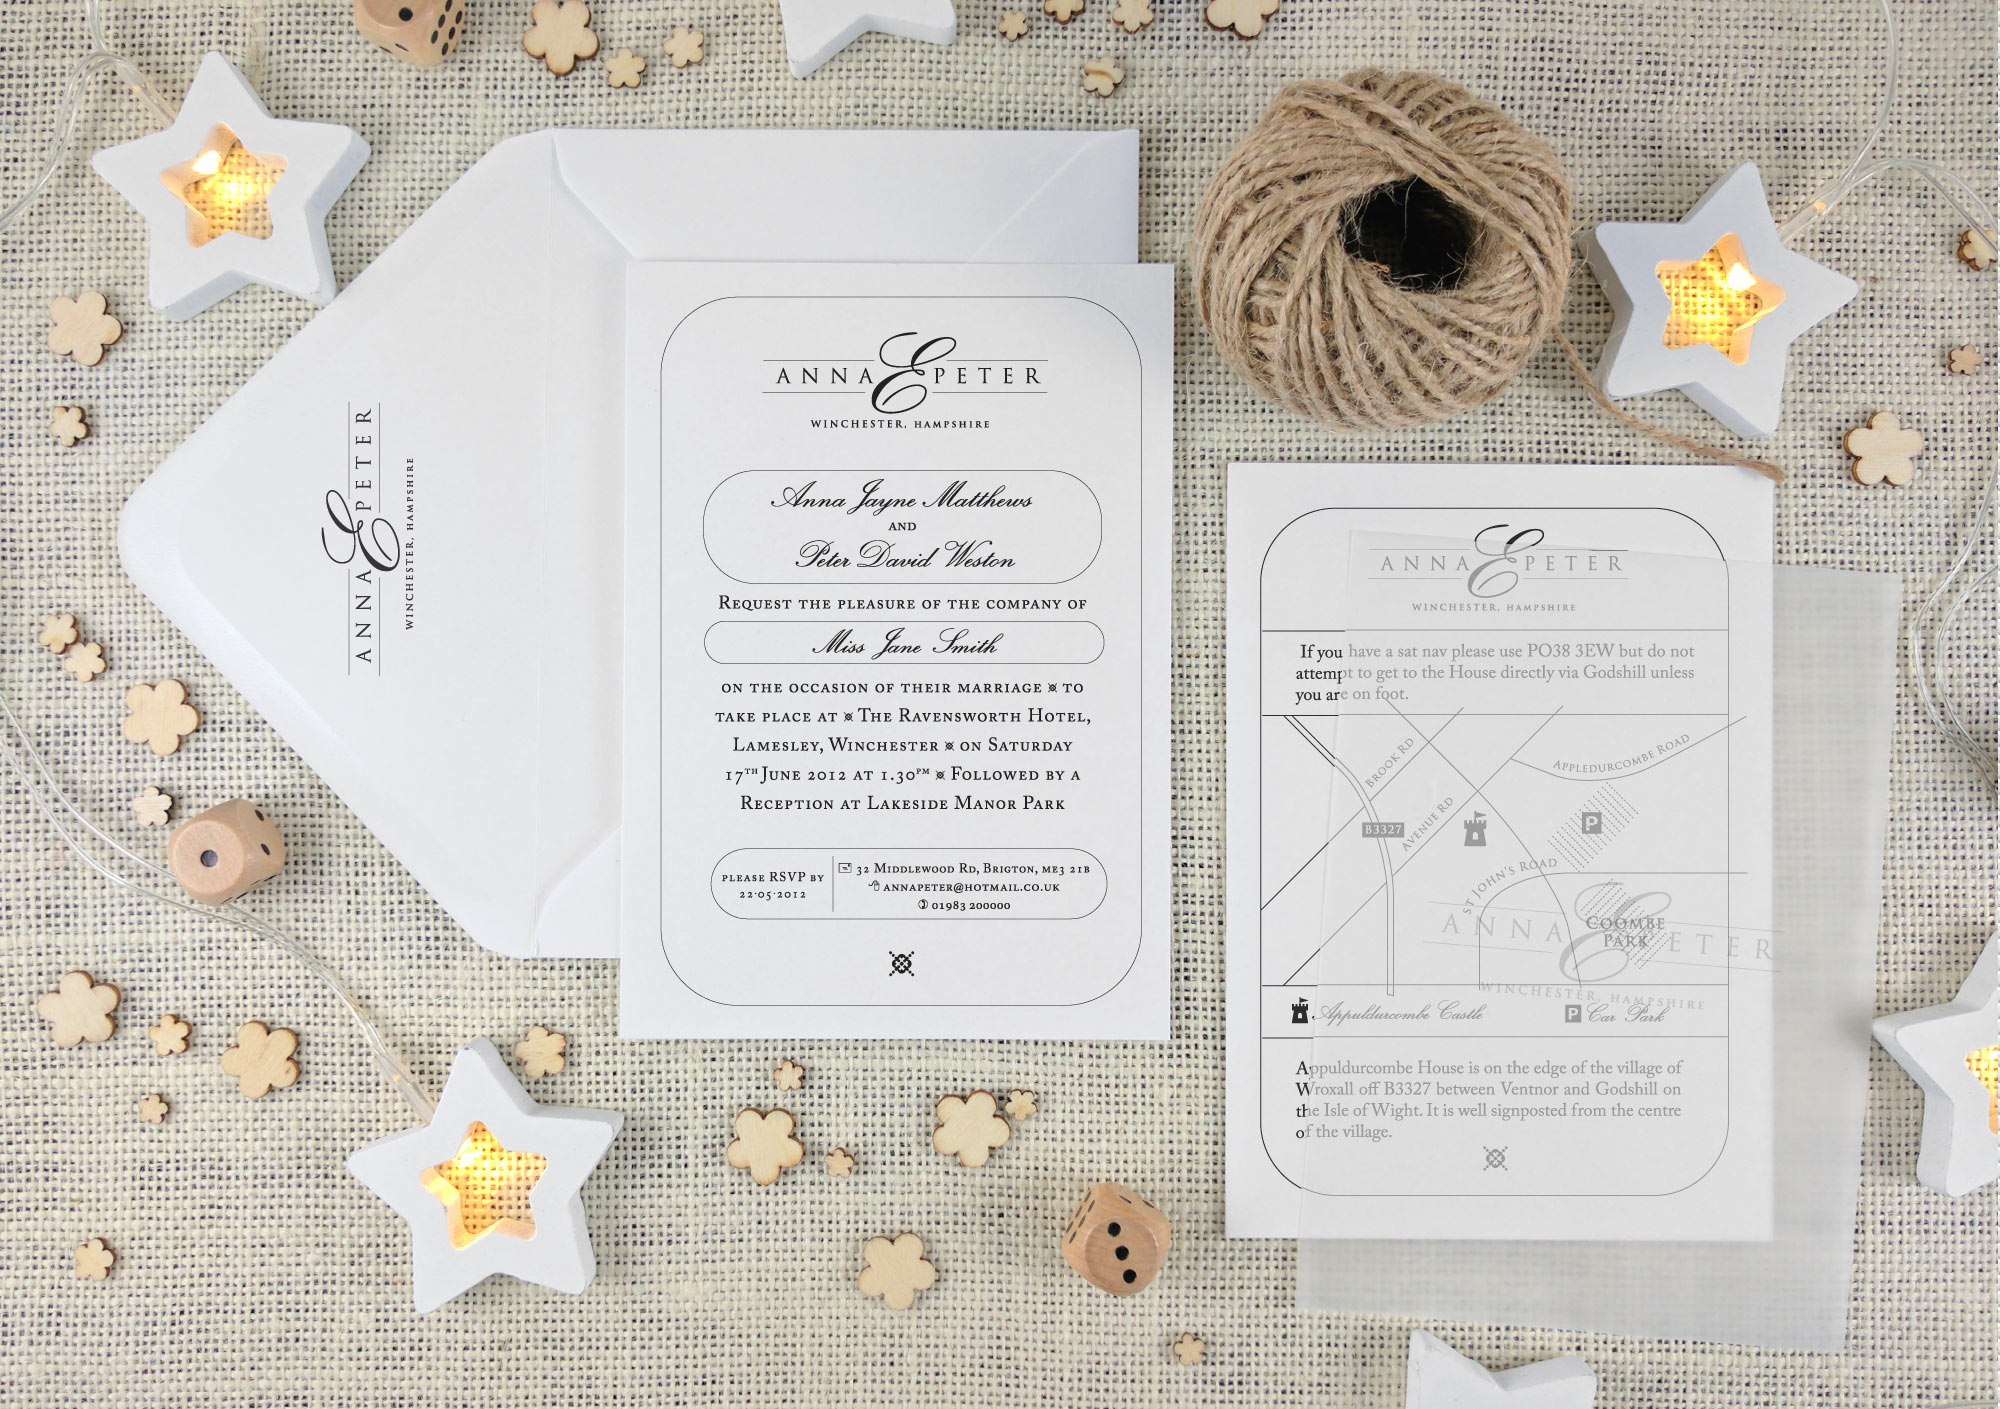 ANNA & PETER
WINCHESTER, HAMPSHIRE
ANNA & PETER
WINCHESTER, HAMPSHIRE
Anna Jayne Matthews
AND
Peter David Weston
REQUEST THE PLEASURE OF THE COMPANY OF
Miss Jane Smith
ON THE OCCASION OF THEIR MARRIAGE TO
TAKE PLACE AT THE RAVENSWORTH HOTEL,
LAMESLEY, WINCHESTER ON SATURDAY
17TH JUNE 2012 AT 1.30PM FOLLOWED BY A
RECEPTION AT LAKESIDE MANOR PARK
PLEASE RSVP BY
22·05·2012
32 MIDDLEWOOD RD, BRIGTON, ME3 21B
ANNAPETER@HOTMAIL.CO.UK
01983 200000
ANNA & PETER
WINCHESTER, HAMPSHIRE
If you have a sat nav please use PO38 3EW but do not
attempt to get to the House directly via Godshill unless
you are on foot.
BROOK RD
APPLEDURCOMBE ROAD
B3327
AVENUE RD
P
ST JOHN'S ROAD
COOMBE
PARK
ANNA & PETER
WINCHESTER, HAMPSHIRE
Appuldurcombe Castle
P Car Park
Appuldurcombe House is on the edge of the village of
Wroxall off B3327 between Ventnor and Godshill on
the Isle of Wight. It is well signposted from the centre
of the village.